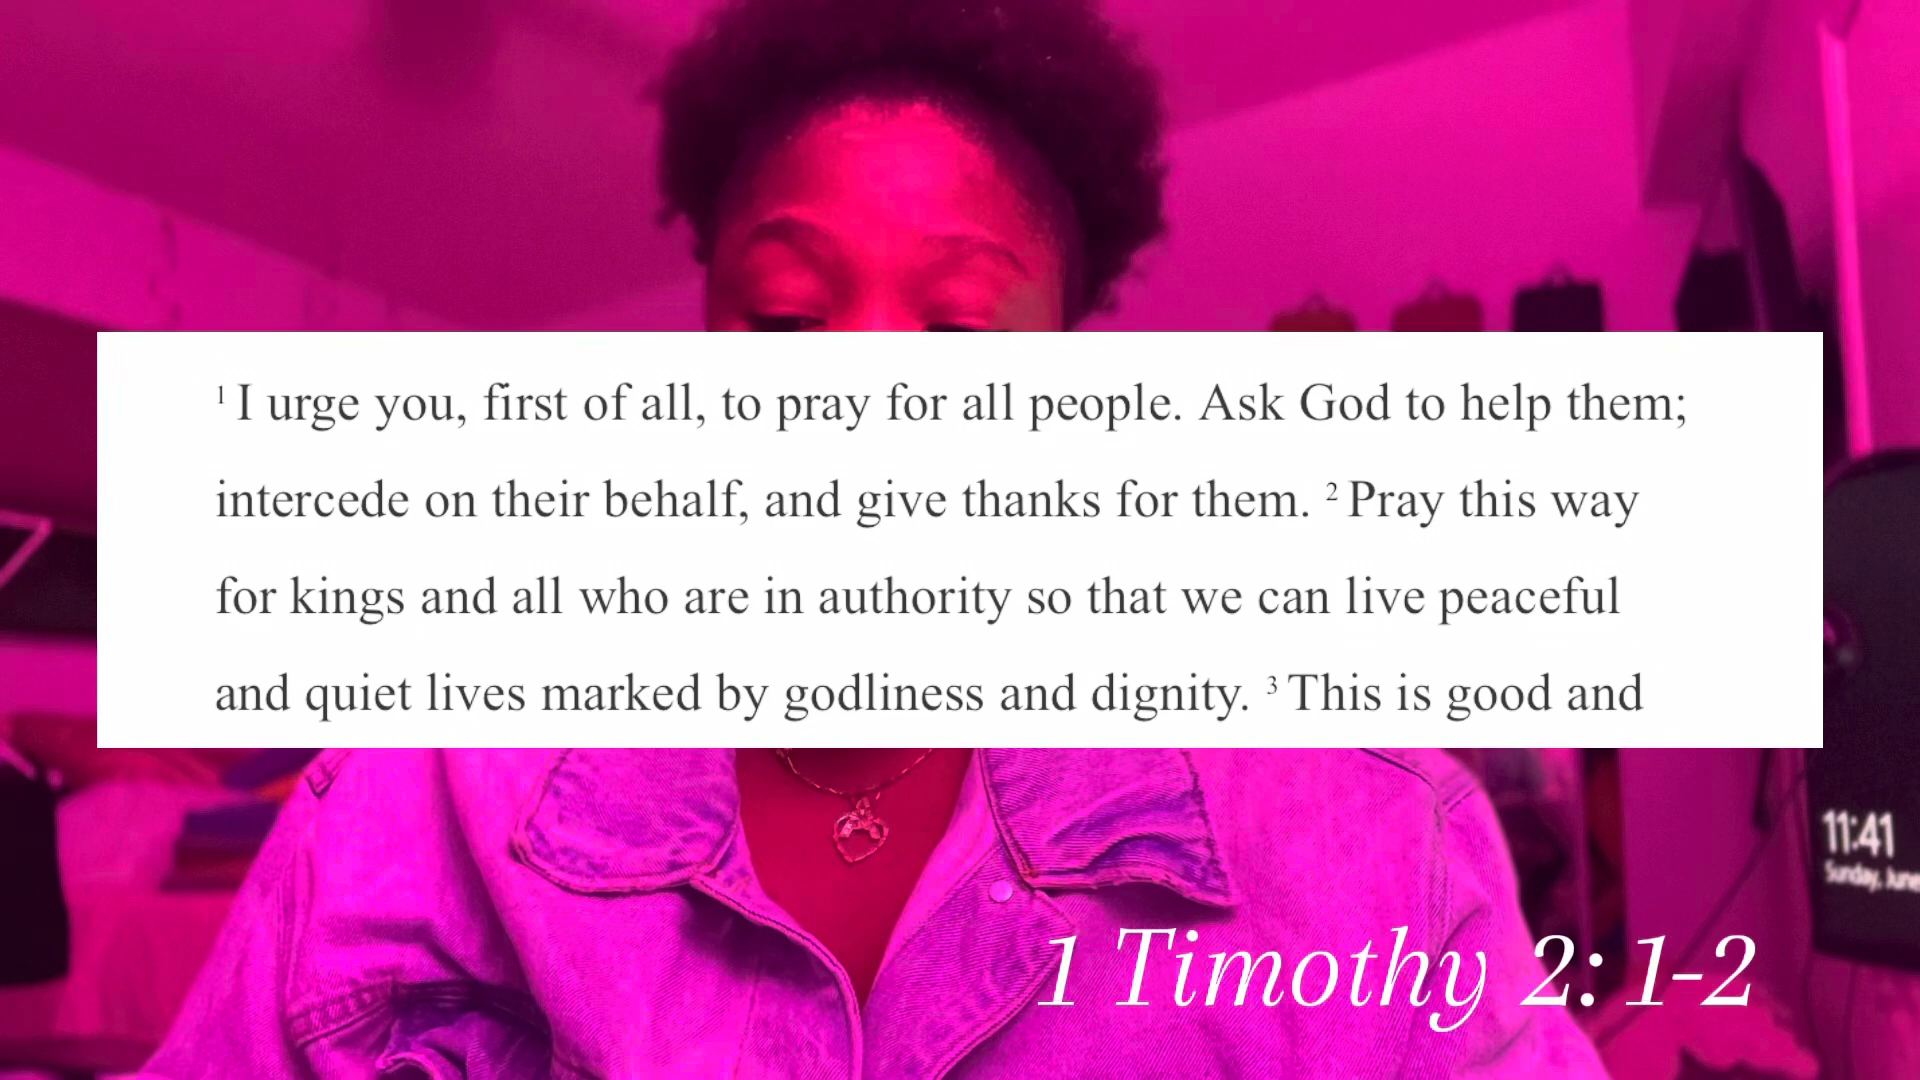 1 I urge you, first of all, to pray for all people. Ask God to help them;
intercede on their behalf, and give thanks for them. 2 Pray this way
for kings and all who are in authority so that we can live peaceful
and quiet lives marked by godliness and dignity. 3 This is good and
11:41
Sunday, June
1 Timothy 2: 1-2